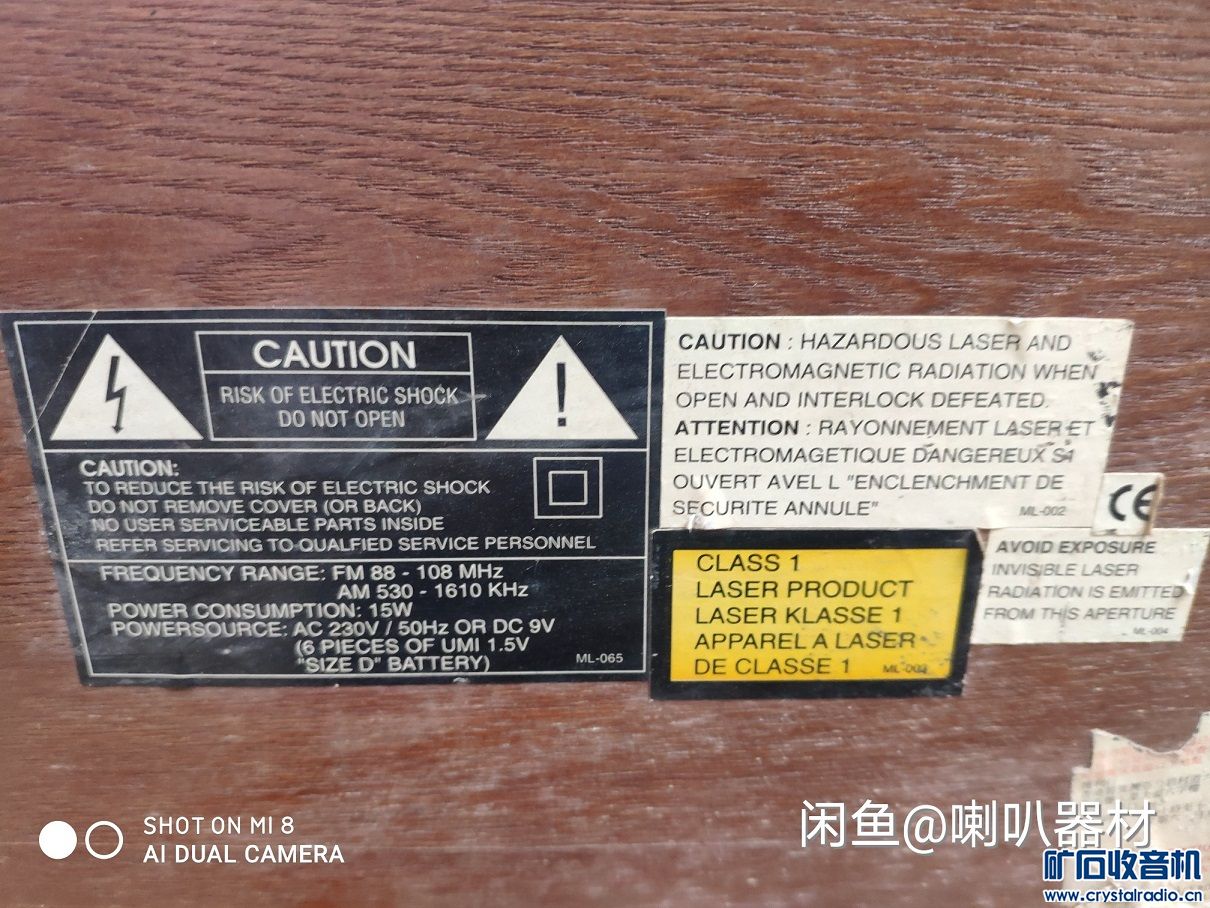 CAUTION
RISK OF ELECTRIC SHOCK
DO NOT OPEN
CAUTION:
TO REDUCE THE RISK OF ELECTRIC SHOCK
DO NOT REMOVE COVER (OR BACK)
NO USER SERVICEABLE PARTS INSIDE
REFER SERVICING TO QUALFIED SERVICE PERSONNEL
FREQUENCY RANGE: FM 88 - 108 MHz
AM 530 - 1610 KHz
POWER CONSUMPTION: 15W
POWERSOURCE: AC 230V / 50Hz OR DC 9V
(6 PIECES OF UMI 1.5V
"SIZE D" BATTERY)
ML-065
CAUTION : HAZARDOUS LASER AND
ELECTROMAGNETIC RADIATION WHEN
OPEN AND INTERLOCK DEFEATED.
ATTENTION : RAYONNEMENT LASER ET
ELECTROMAGETIQUE DANGEREUX S1
OUVERT AVEL L "ENCLENCHMENT DE
SECURITE ANNULE"
ML-002
CE
CLASS 1
LASER PRODUCT
LASER KLASSE 1
APPAREL A LASER
DE CLASSE 1
AVOID EXPOSURE
INVISIBLE LASER
RADIATION IS EMITTED
FROM THIS APERTURE
ML-004
SHOT ON MI 8
AI DUAL CAMERA
闲鱼@喇叭器材
矿石收音机
www.crystalradio.cn